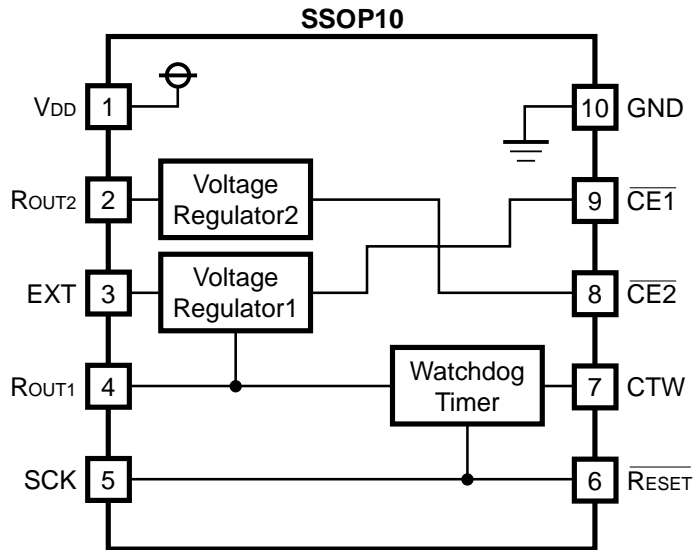 SSOP10
VDD 1
10 GND
ROUT2 2
Voltage
Regulator2
9 CE1
EXT 3
Voltage
Regulator1
8 CE2
ROUT1 4
Watchdog
Timer
7 CTW
SCK 5
6 RESET